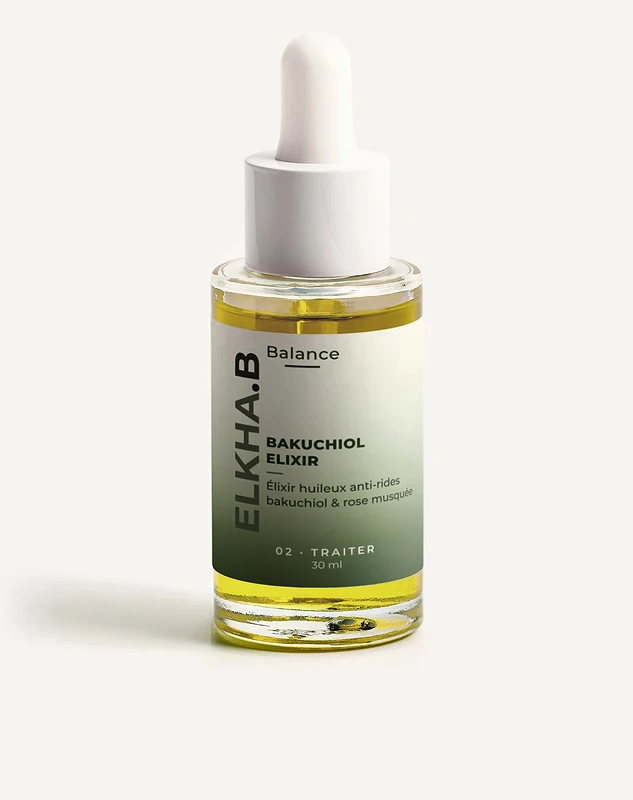 ELKHA.B
Balance
BAKUCHIOL
ELIXIR
Élixir huileux anti-rides
bakuchiol & rose musquée
02 · TRAITER
30 ml